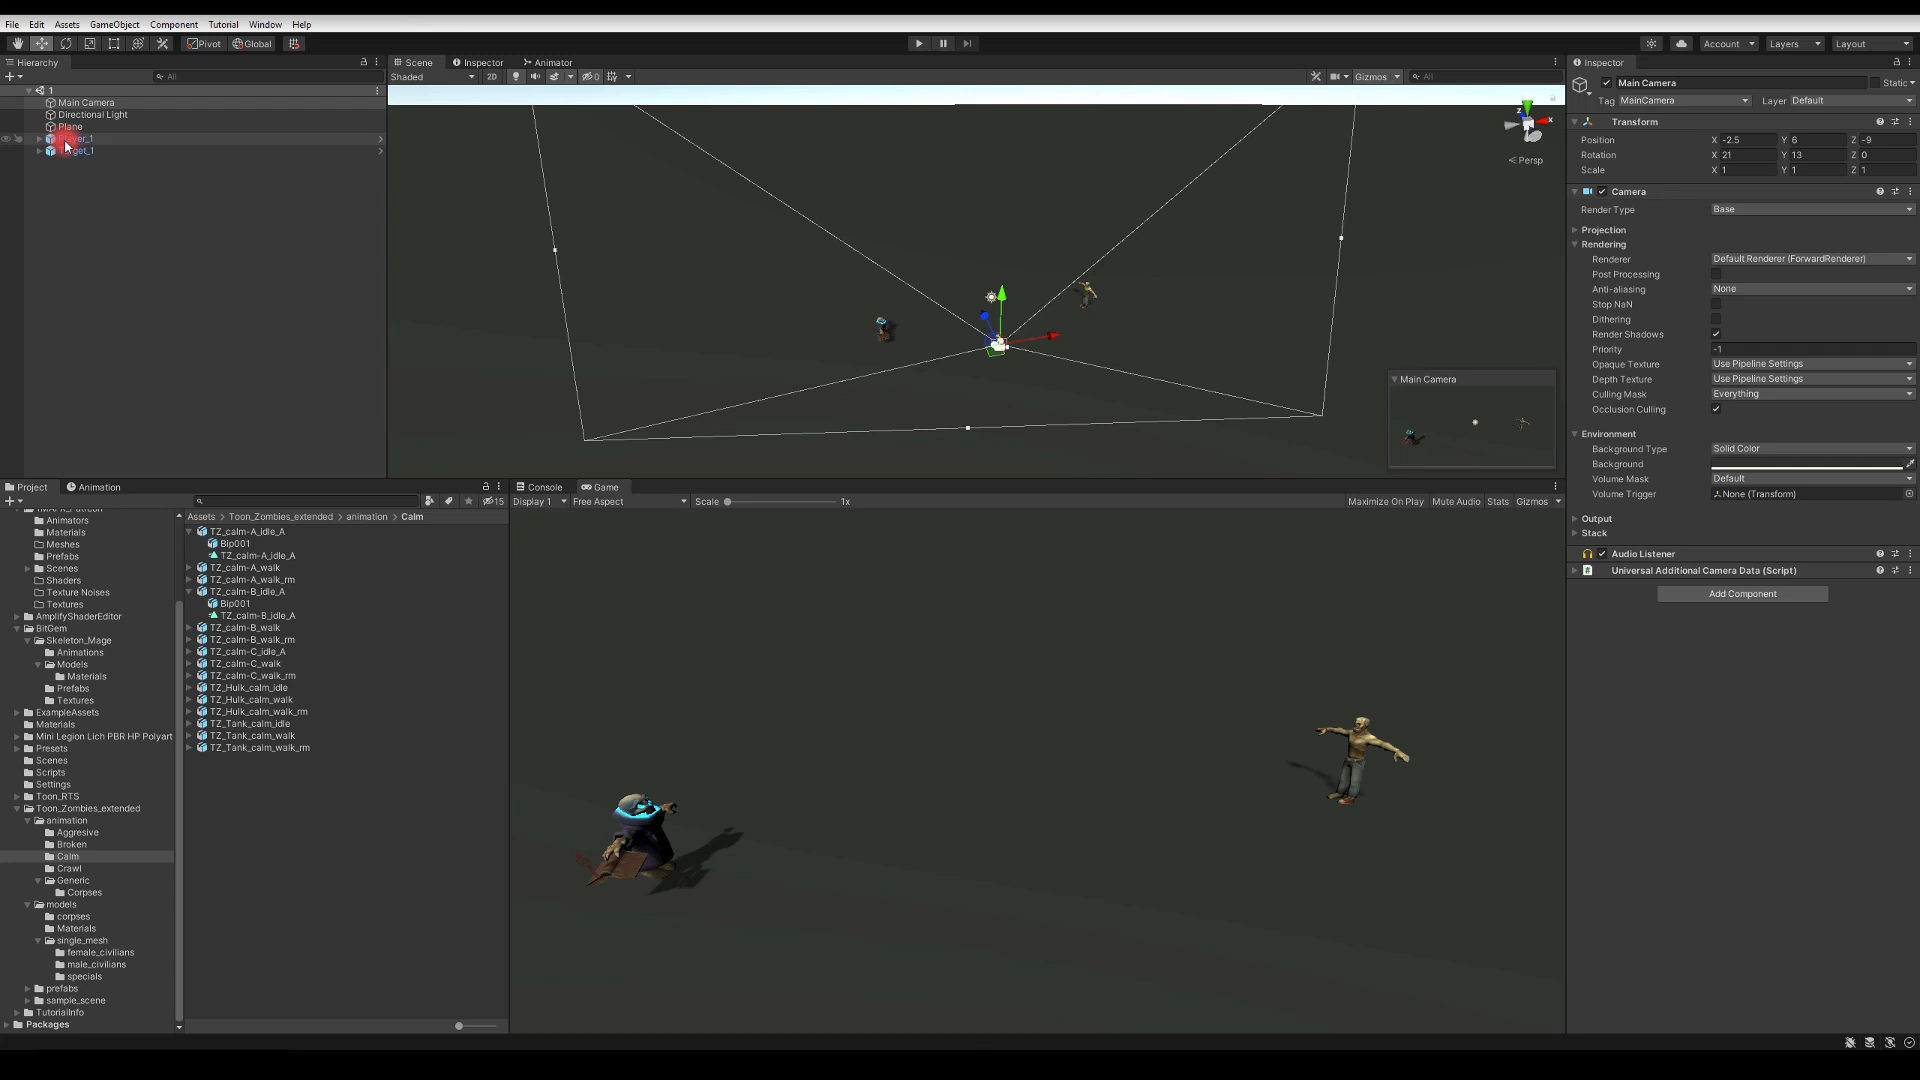 File Edit Assets GameObject Component Tutorial Window Help
Pivot Global Account Layers Layout
Hierarchy
All
1
Main Camera
Directional Light
Plane
Scene Inspector Animator
Shaded 2D 0 Gizmos All
Z X
Persp
Main Camera
Inspector
Main Camera Static
Tag MainCamera Layer Default
Transform
Position X -2.5 Y 6 Z -9
Rotation X 21 Y 13 Z 0
Scale X 1 Y 1 Z 1
Camera
Render Type Base
Projection
Rendering
Renderer Default Renderer (ForwardRenderer)
Post Processing
Anti-aliasing None
Stop NaN
Dithering
Render Shadows
Priority -1
Opaque Texture Use Pipeline Settings
Depth Texture Use Pipeline Settings
Culling Mask Everything
Occlusion Culling
Environment
Background Type Solid Color
Background
Volume Mask Default
Volume Trigger None (Transform)
Output
Stack
Audio Listener
Universal Additional Camera Data (Script)
Add Component
Project Animation
15
Animators
Materials
Meshes
Prefabs
Scenes
Shaders
Texture Noises
Textures
AmplifyShaderEditor
BitGem
Skeleton_Mage
Animations
Models
Materials
Prefabs
Textures
ExampleAssets
Materials
Mini Legion Lich PBR HP Polyart
Presets
Scenes
Scripts
Settings
Toon_RTS
Toon_Zombies_extended
animation
Aggresive
Broken
Calm
Crawl
Generic
Corpses
models
corpses
Materials
single_mesh
female_civilians
male_civilians
specials
prefabs
sample_scene
TutorialInfo
Packages
Assets > Toon_Zombies_extended > animation > Calm
TZ_calm-A_idle_A
Bip001
TZ_calm-A_idle_A
TZ_calm-A_walk
TZ_calm-A_walk_rm
TZ_calm-B_idle_A
Bip001
TZ_calm-B_idle_A
TZ_calm-B_walk
TZ_calm-B_walk_rm
TZ_calm-C_idle_A
TZ_calm-C_walk
TZ_calm-C_walk_rm
TZ_Hulk_calm_idle
TZ_Hulk_calm_walk
TZ_Hulk_calm_walk_rm
TZ_Tank_calm_idle
TZ_Tank_calm_walk
TZ_Tank_calm_walk_rm
Console Game
Display 1 Free Aspect Scale 1x Maximize On Play Mute Audio Stats Gizmos